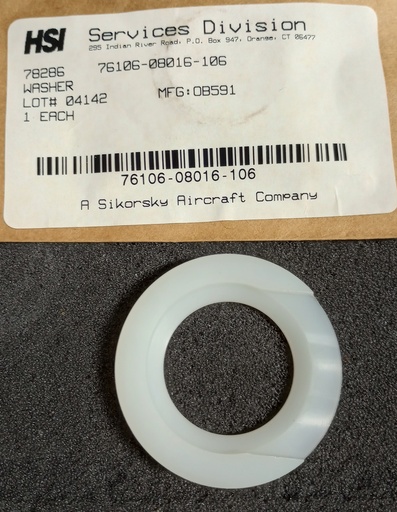 HSI Services Division
295 Indian River Road, P.O. Box 947, Orange, CT 06477
78286 76106-08016-106
WASHER
LOT# 04142 MFG:OB591
1 EACH
76106-08016-106
A Sikorsky Aircraft Company